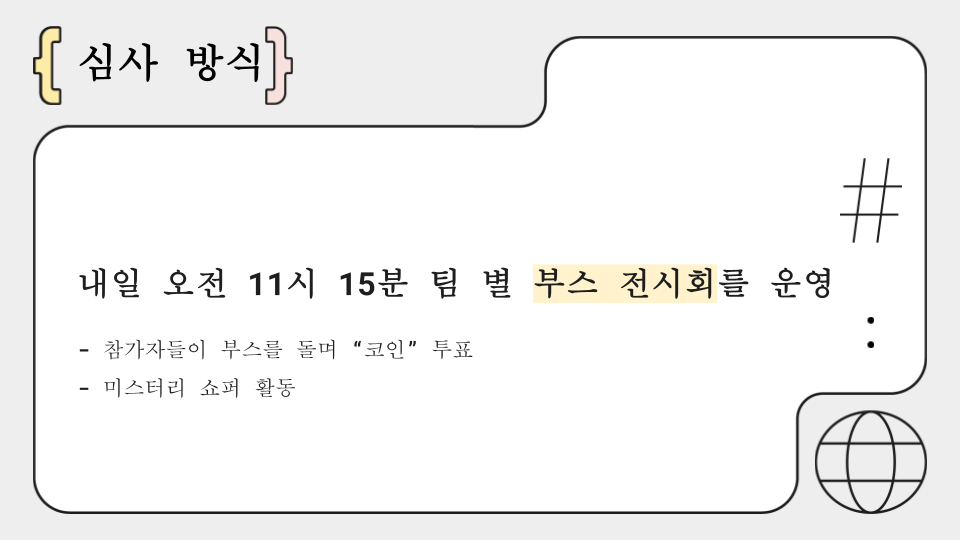 { 심사 방식 }
#
내일 오전 11시 15분 팀 별 부스 전시회를 운영
:
- 참가자들이 부스를 돌며 “코인” 투표
- 미스터리 쇼퍼 활동